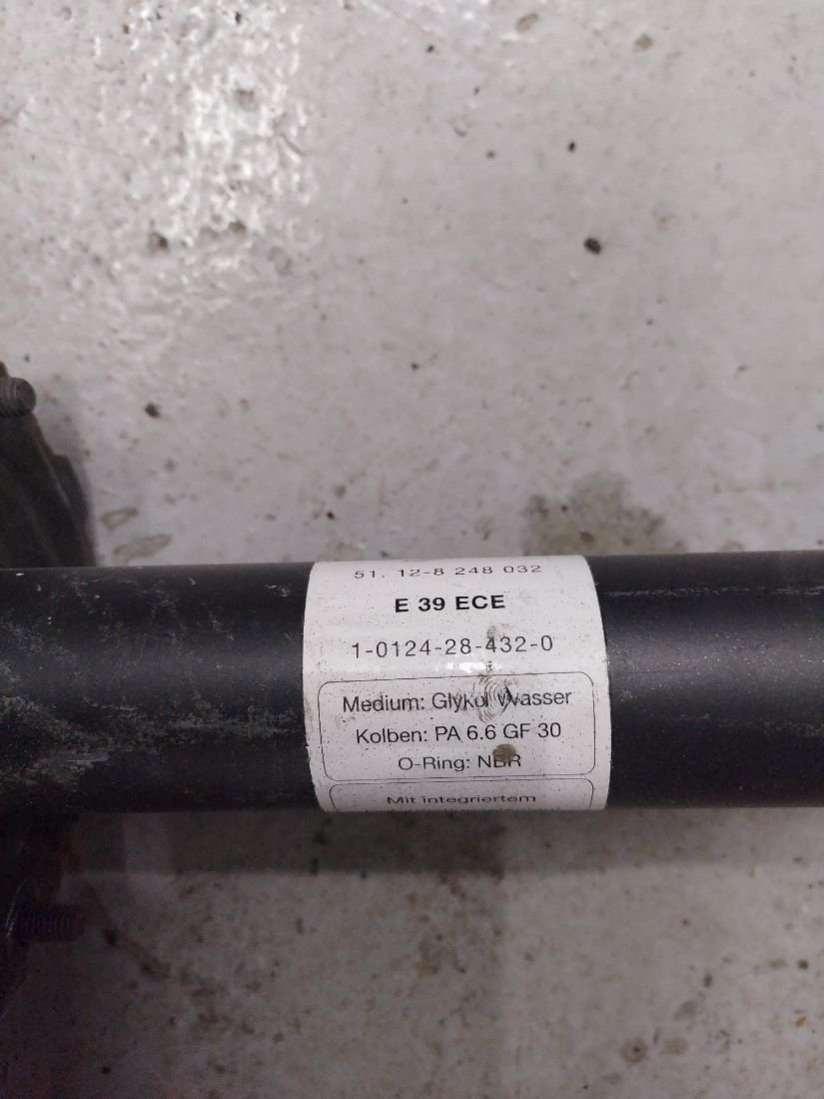 51. 12-8 248 032
E 39 ECE
1-0124-28-432-0
Medium: Glykol Wasser
Kolben: PA 6.6 GF 30
O-Ring: NBR
Mit integriertem